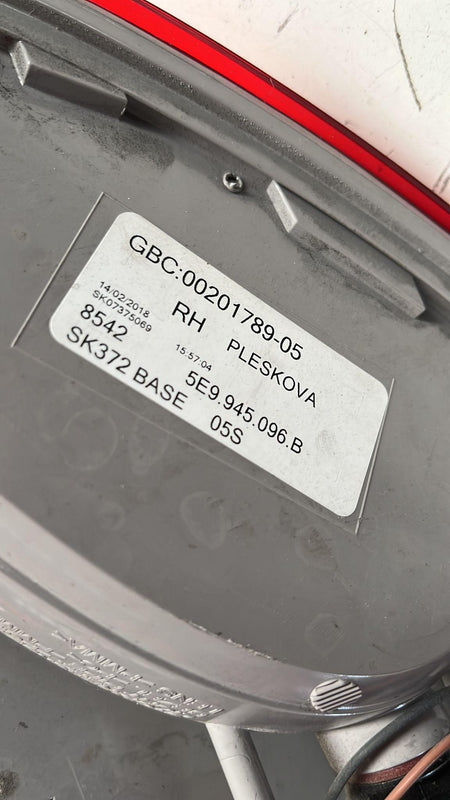 GBC:00201789-05
14/02/2018
SK07375069
RH PLESKOVA
8542 15.57.04 5E9.945.096.B
SK372 BASE 05S